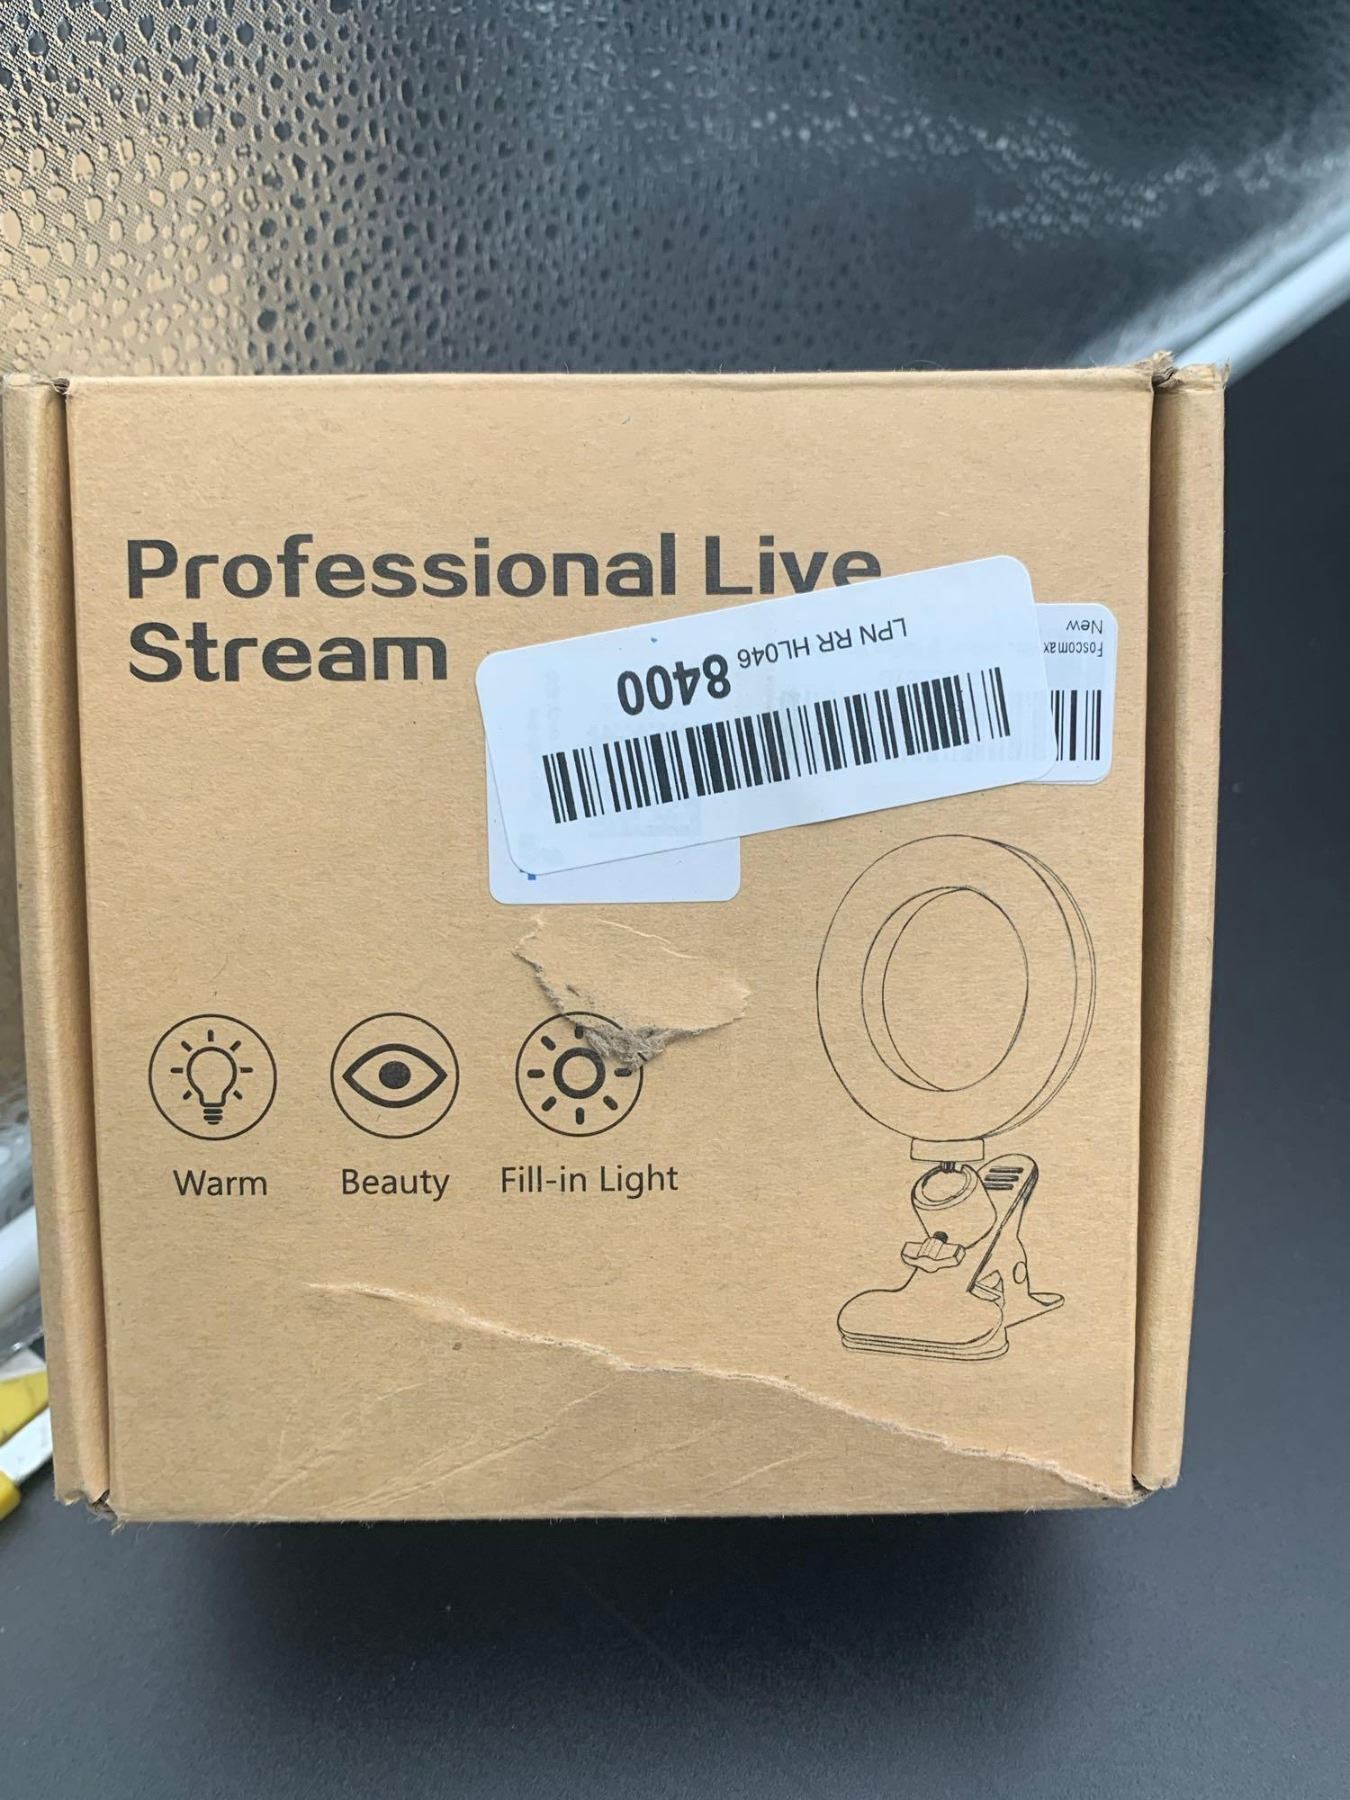 Professional Live
Stream
LPN RR HL046 8400
Foscomax
New
Warm
Beauty
Fill-in Light